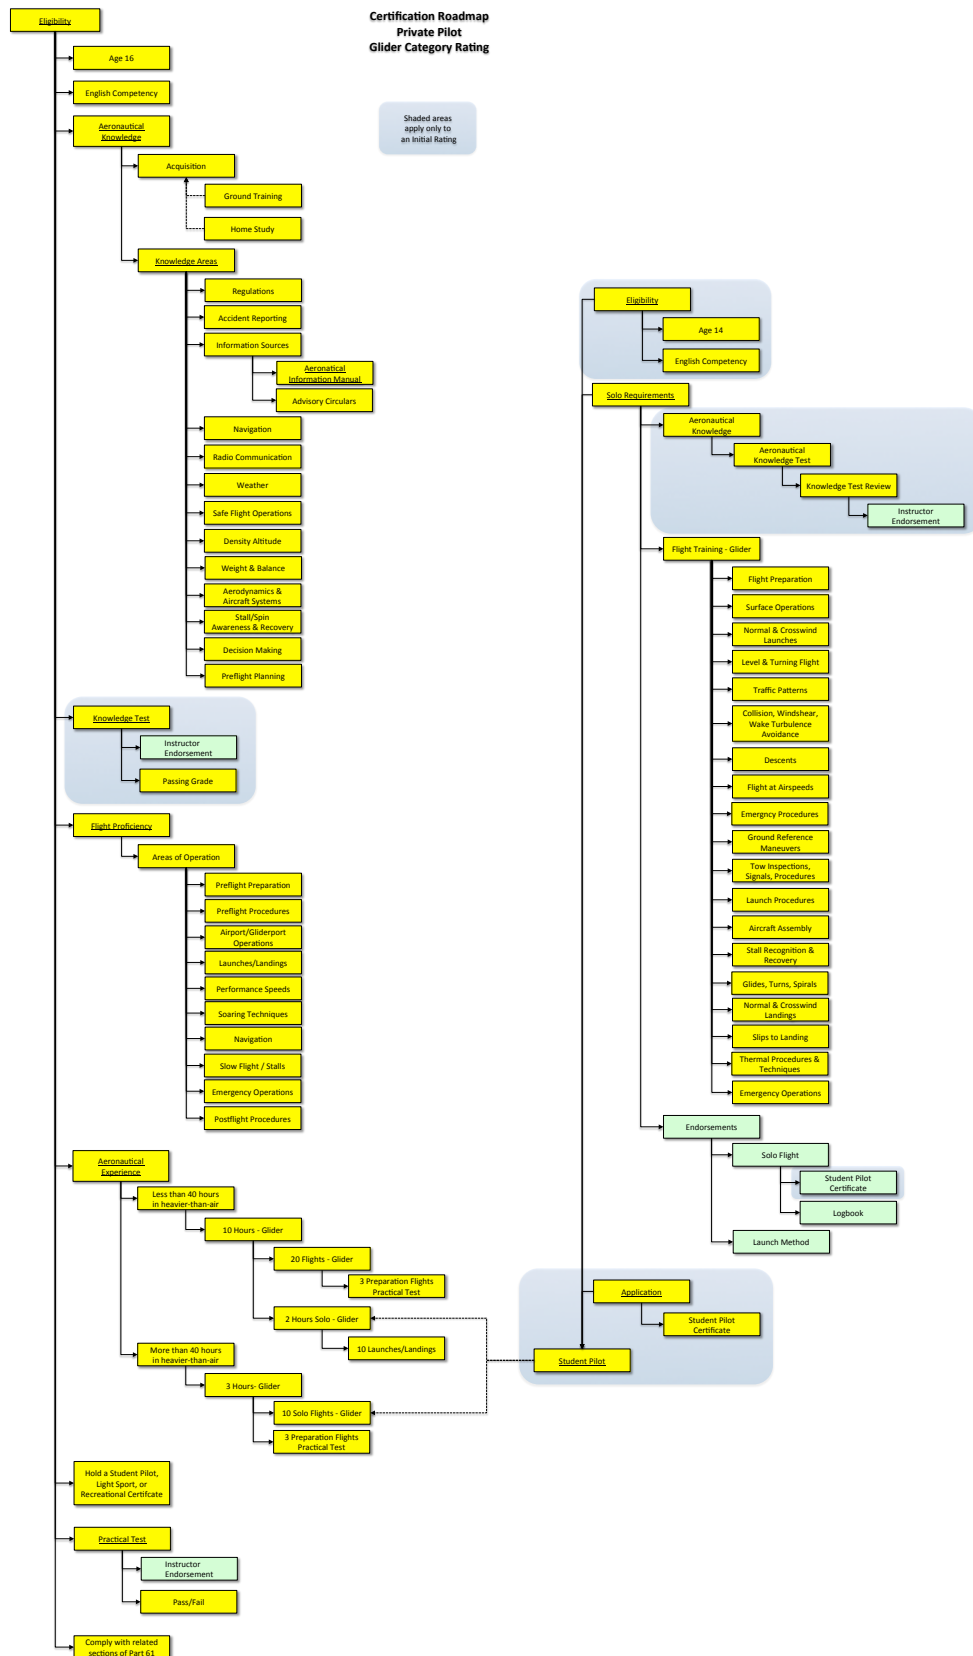 Certification Roadmap
Private Pilot
Glider Category Rating
Shaded areas
apply only to
an Initial Rating
Eligibility
Age 16
English Competency
Aeronautical
Knowledge
Acquisition
Ground Training
Home Study
Knowledge Areas
Regulations
Accident Reporting
Information Sources
Aeronatical
Information Manual
Advisory Circulars
Navigation
Radio Communication
Weather
Safe Flight Operations
Density Altitude
Weight & Balance
Aerodynamics &
Aircraft Systems
Stall/Spin
Awareness & Recovery
Decision Making
Preflight Planning
Knowledge Test
Instructor
Endorsement
Passing Grade
Flight Proficiency
Areas of Operation
Preflight Preparation
Preflight Procedures
Airport/Gliderport
Operations
Launches/Landings
Performance Speeds
Soaring Techniques
Navigation
Slow Flight / Stalls
Emergency Operations
Postflight Procedures
Aeronautical
Experience
Less than 40 hours
in heavier-than-air
10 Hours - Glider
20 Flights - Glider
3 Preparation Flights
Practical Test
2 Hours Solo - Glider
10 Launches/Landings
More than 40 hours
in heavier-than-air
3 Hours- Glider
10 Solo Flights - Glider
3 Preparation Flights
Practical Test
Hold a Student Pilot,
Light Sport, or
Recreational Certifcate
Practical Test
Instructor
Endorsement
Pass/Fail
Comply with related
sections of Part 61
Eligibility
Age 14
English Competency
Solo Requirements
Aeronautical
Knowledge
Aeronautical
Knowledge Test
Knowledge Test Review
Instructor
Endorsement
Flight Training - Glider
Flight Preparation
Surface Operations
Normal & Crosswind
Launches
Level & Turning Flight
Traffic Patterns
Collision, Windshear,
Wake Turbulence
Avoidance
Descents
Flight at Airspeeds
Emergncy Procedures
Ground Reference
Maneuvers
Tow Inspections,
Signals, Procedures
Launch Procedures
Aircraft Assembly
Stall Recognition &
Recovery
Glides, Turns, Spirals
Normal & Crosswind
Landings
Slips to Landing
Thermal Procedures &
Techniques
Emergency Operations
Endorsements
Solo Flight
Student Pilot
Certificate
Logbook
Launch Method
Application
Student Pilot
Certificate
Student Pilot